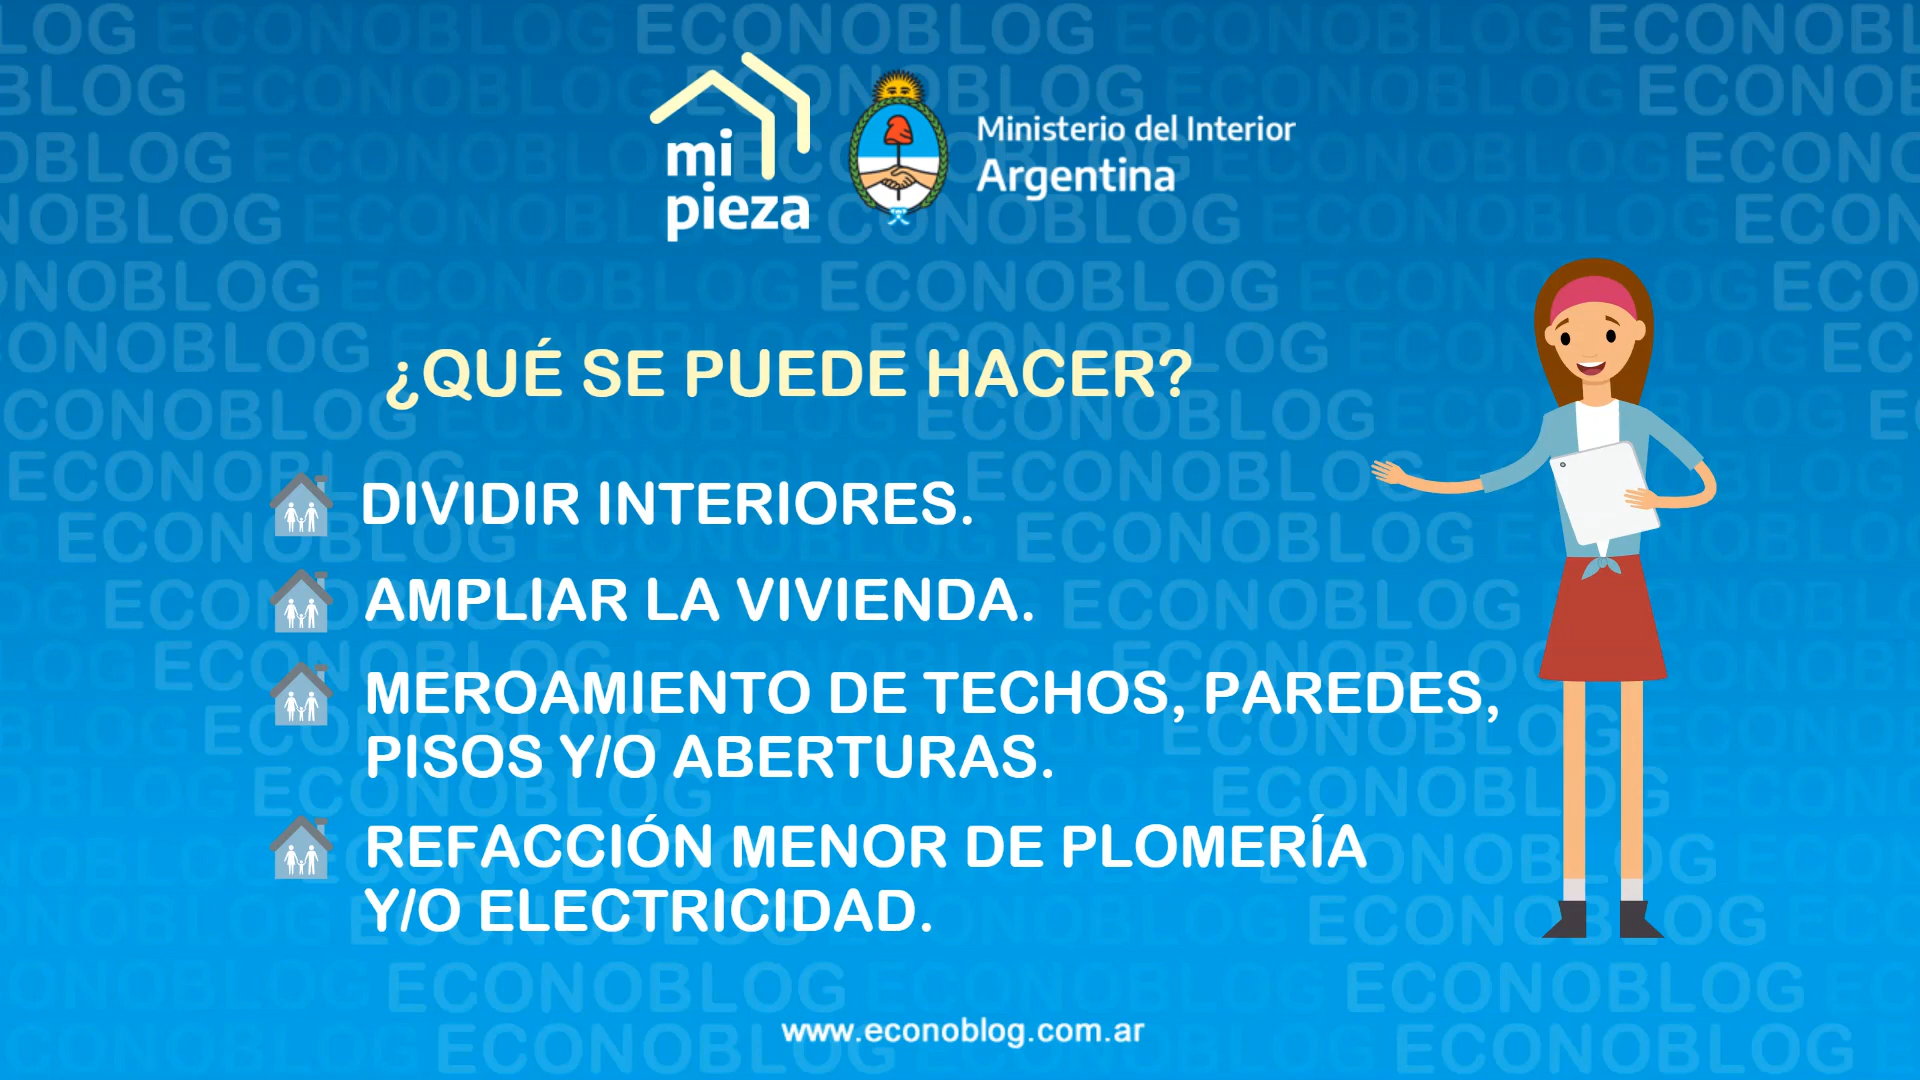 mi
pieza
Ministerio del Interior
Argentina
¿QUÉ SE PUEDE HACER?
DIVIDIR INTERIORES.
AMPLIAR LA VIVIENDA.
MEROAMIENTO DE TECHOS, PAREDES,
PISOS Y/O ABERTURAS.
REFACCIÓN MENOR DE PLOMERÍA
Y/O ELECTRICIDAD.
www.econoblog.com.ar
ECONOBLOG